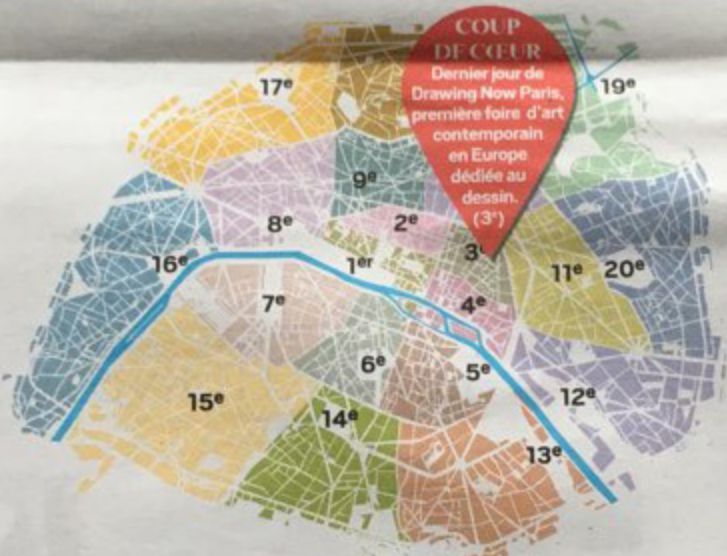 COUP
DE CŒUR
Dernier jour de
Drawing Now Paris,
première foire d'art
contemporain
en Europe
dédiée au
dessin.
(3ᵉ)
17ᵉ
19ᵉ
9ᵉ
8ᵉ
2ᵉ
3ᵉ
16ᵉ
1ᵉʳ
11ᵉ
20ᵉ
7ᵉ
4ᵉ
6ᵉ
5ᵉ
15ᵉ
14ᵉ
12ᵉ
13ᵉ